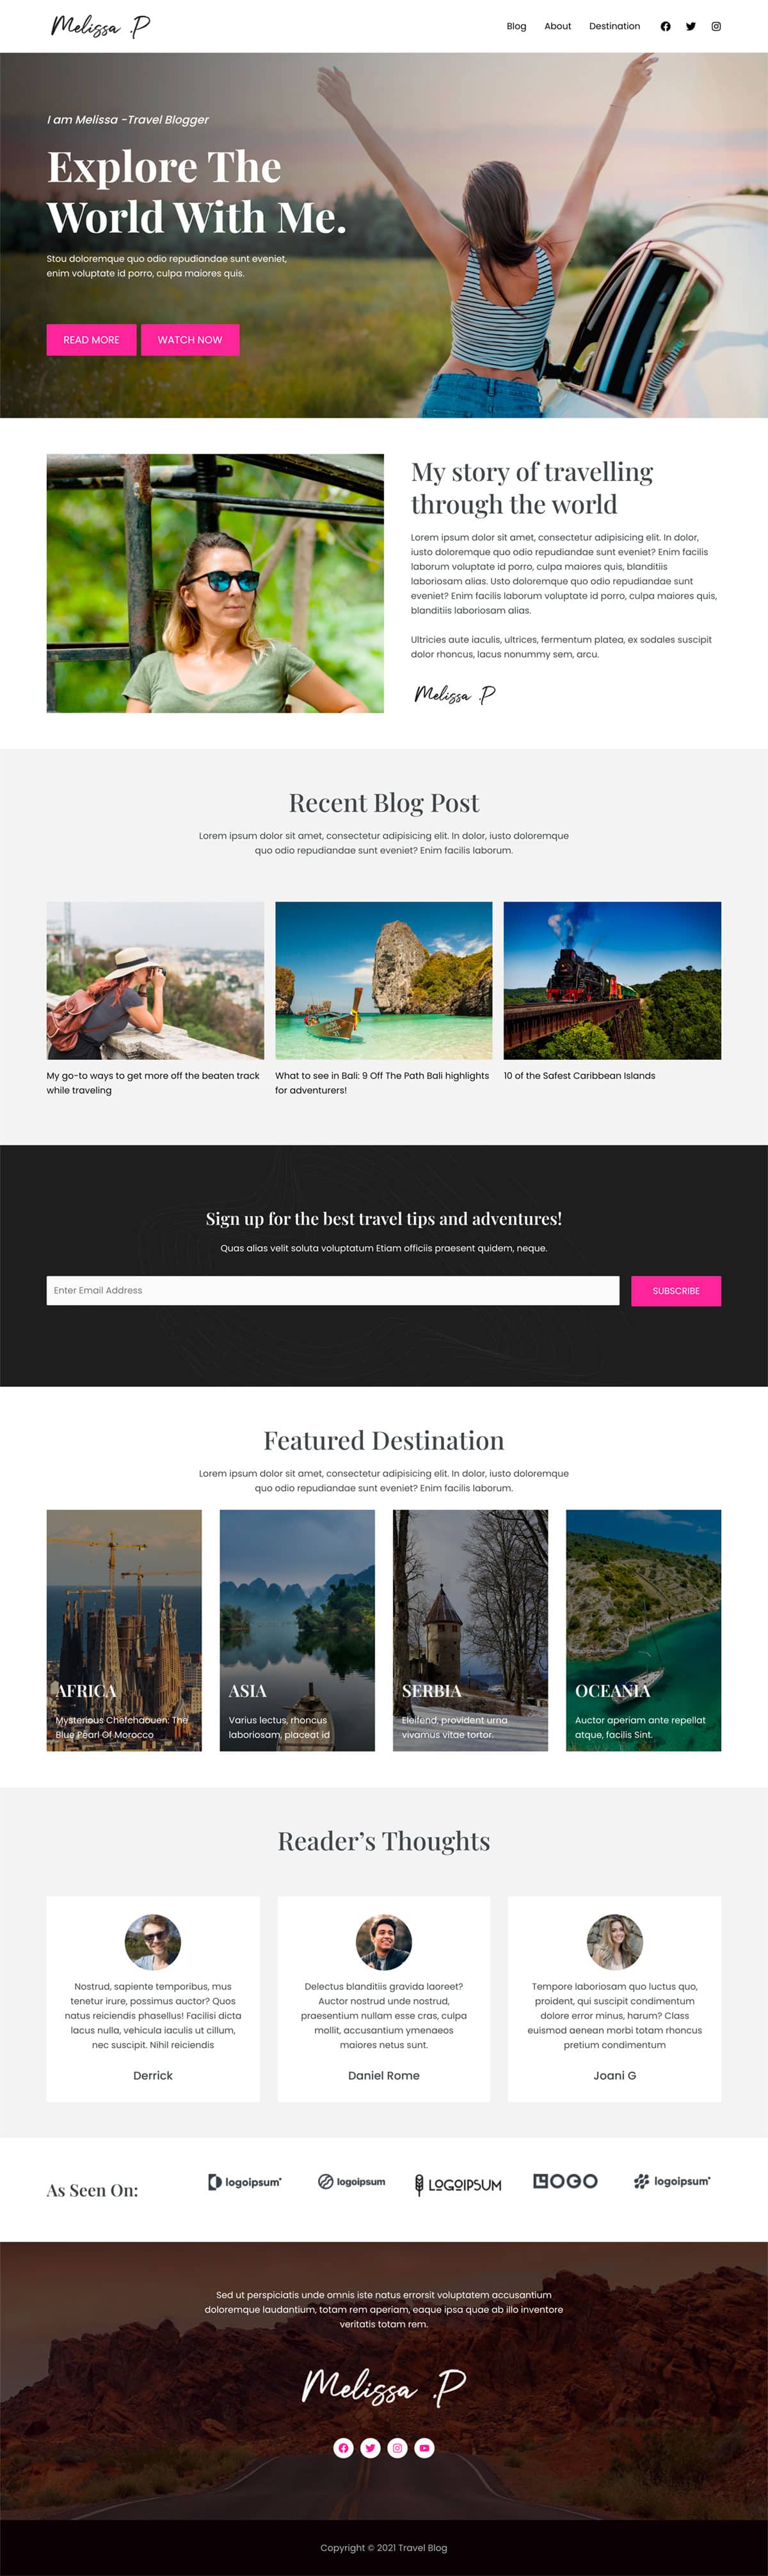 Melissa .P
Blog About Destination
I am Melissa -Travel Blogger
Explore The
World With Me.
Stou doloremque quo odio repudiandae sunt eveniet,
enim voluptate id porro, culpa maiores quis.
READ MORE WATCH NOW
My story of travelling
through the world
Lorem ipsum dolor sit amet, consectetur adipisicing elit. In dolor,
iusto doloremque quo odio repudiandae sunt eveniet? Enim facilis
laborum voluptate id porro, culpa maiores quis, blanditiis
laboriosam alias. Usto doloremque quo odio repudiandae sunt
eveniet? Enim facilis laborum voluptate id porro, culpa maiores quis,
blanditiis laboriosam alias.
Ultricies aute iaculis, ultrices, fermentum platea, ex sodales suscipit
dolor rhoncus, lacus nonummy sem, arcu.
Melissa .P
Recent Blog Post
Lorem ipsum dolor sit amet, consectetur adipisicing elit. In dolor, iusto doloremque
quo odio repudiandae sunt eveniet? Enim facilis laborum.
My go-to ways to get more off the beaten track
while traveling
What to see in Bali: 9 Off The Path Bali highlights
for adventurers!
10 of the Safest Caribbean Islands
Sign up for the best travel tips and adventures!
Quas alias velit soluta voluptatum Etiam officiis praesent quidem, neque.
Enter Email Address
SUBSCRIBE
Featured Destination
Lorem ipsum dolor sit amet, consectetur adipisicing elit. In dolor, iusto doloremque
quo odio repudiandae sunt eveniet? Enim facilis laborum.
AFRICA
Mysterious Chefchaouen: The
Blue Pearl Of Morocco
ASIA
Varius lectus, rhoncus
laboriosam, placeat id
SERBIA
Eleifend, provident urna
vivamus vitae tortor.
OCEANIA
Auctor aperiam ante repellat
atque, facilis Sint.
Reader's Thoughts
Nostrud, sapiente temporibus, mus
tenetur irure, possimus auctor? Quos
natus reiciendis phasellus! Facilisi dicta
lacus nulla, vehicula iaculis ut cillum,
nec suscipit. Nihil reiciendis
Derrick
Delectus blanditiis gravida laoreet?
Auctor nostrud unde nostrud,
praesentium nullam esse cras, culpa
mollit, accusantium ymenaeos
maiores netus sunt.
Daniel Rome
Tempore laboriosam quo luctus quo,
proident, qui suscipit condimentum
dolore error minus, harum? Class
euismod aenean morbi totam rhoncus
pretium condimentum
Joani G
As Seen On:
logoipsum
logoipsum
LOGOIPSUM
LOGO
logoipsum
Sed ut perspiciatis unde omnis iste natus errorsit voluptatem accusantium
doloremque laudantium, totam rem aperiam, eaque ipsa quae ab illo inventore
veritatis totam rem.
Melissa .P
Copyright © 2021 Travel Blog